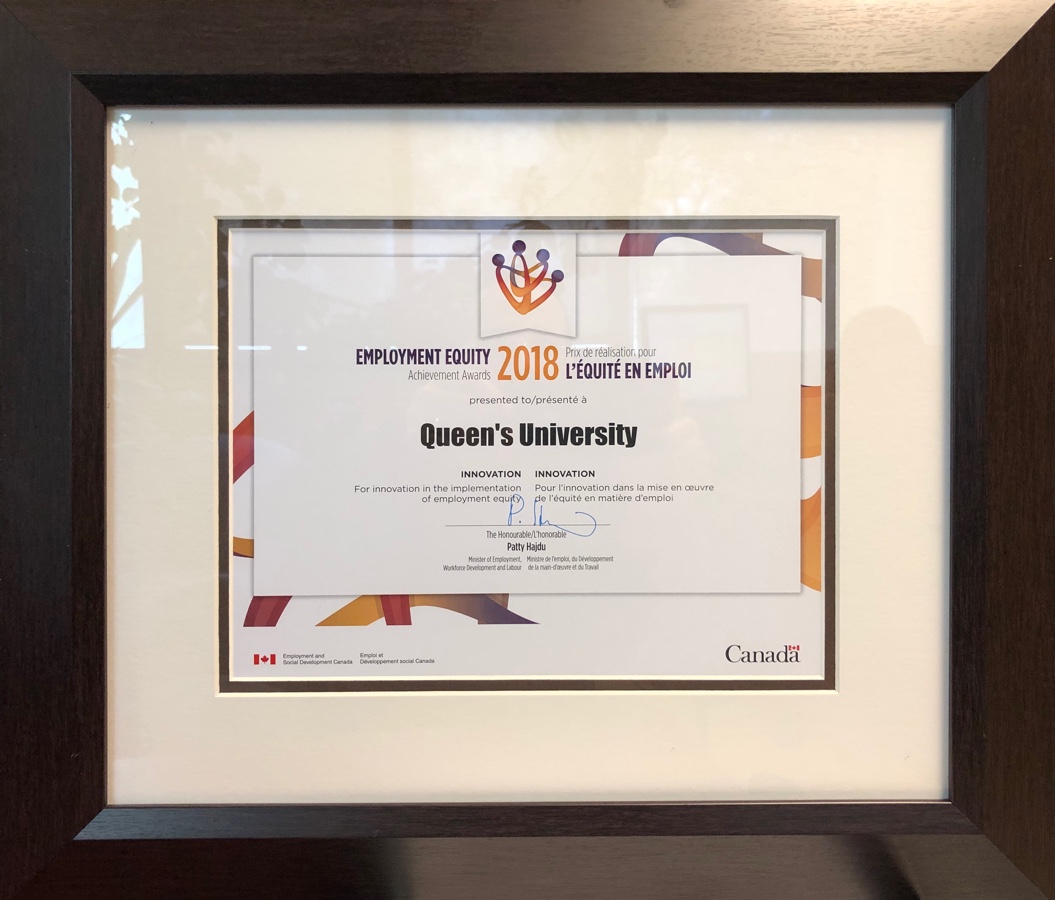 EMPLOYMENT EQUITY
Achievement Awards
2018
Prix de réalisation pour
L'ÉQUITÉ EN EMPLOI
presented to/présenté à
Queen's University
INNOVATION
For innovation in the implementation
of employment equity
INNOVATION
Pour l'innovation dans la mise en œuvre
de l'équité en matière d'emploi
P. H
The Honourable/L'honorable
Patty Hajdu
Minister of Employment,
Workforce Development and Labour
Ministre de l'emploi, du Développement
de la main-d'œuvre et du Travail
Employment and
Social Development Canada
Emploi et
Développement social Canada
Canada